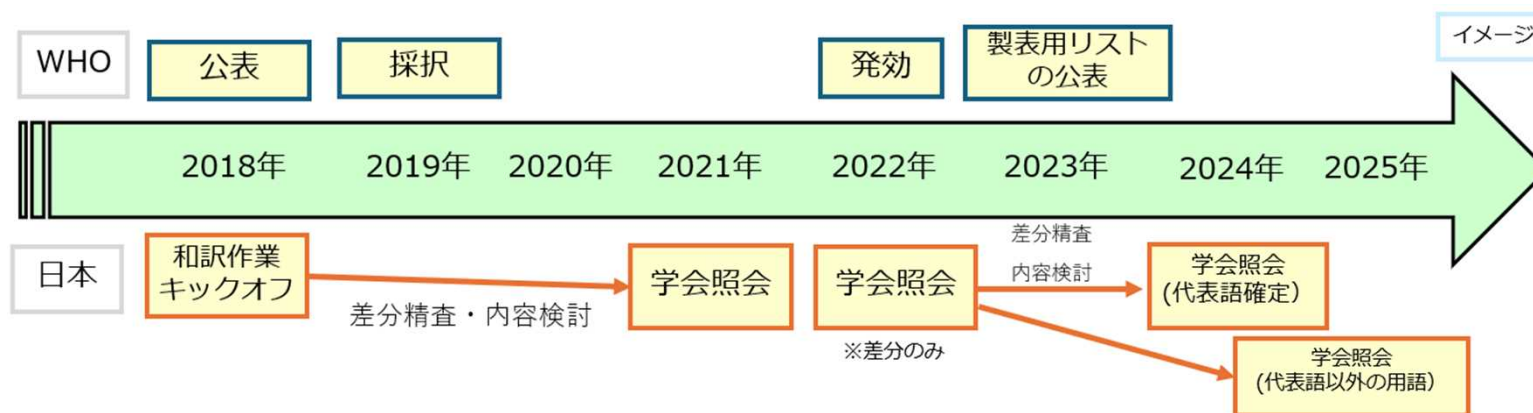 イメージ
WHO
公表
採択
発効
製表用リスト
の公表
2018年
2019年
2020年
2021年
2022年
2023年
2024年
2025年
日本
和訳作業
キックオフ
差分精査・内容検討
学会照会
学会照会
※差分のみ
差分精査
内容検討
学会照会
(代表語確定)
学会照会
(代表語以外の用語)